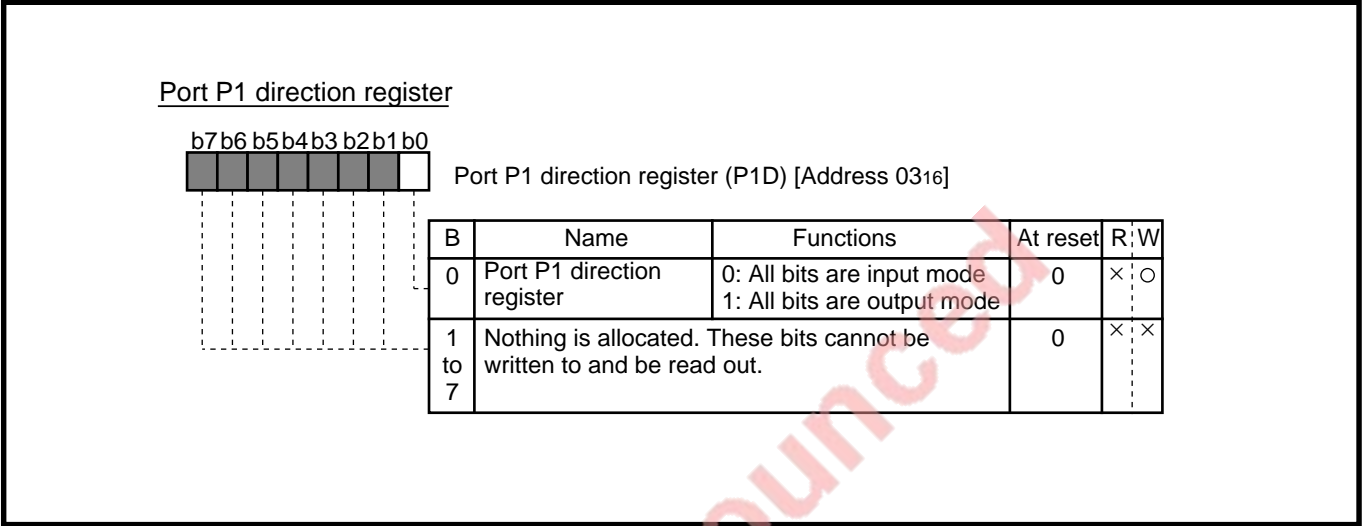 Port P1 direction register
b7 b6 b5 b4 b3 b2 b1 b0
Port P1 direction register (P1D) [Address 03₁₆]
B Name Functions At reset R W
0 Port P1 direction register 0: All bits are input mode 0 × ○
1: All bits are output mode
1 to 7 Nothing is allocated. These bits cannot be 0 × ×
written to and be read out.